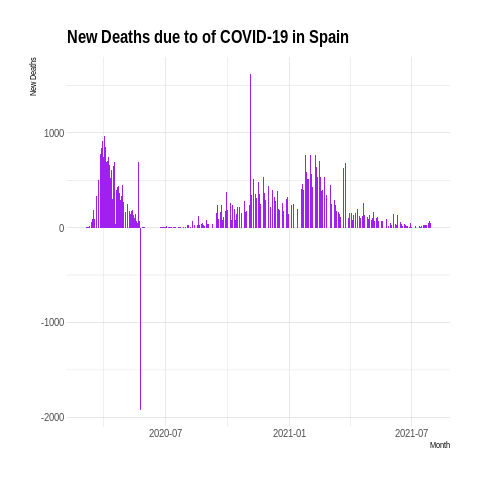 New Deaths due to of COVID-19 in Spain
New Deaths
1000
0
-1000
-2000
2020-07
2021-01
2021-07
Month